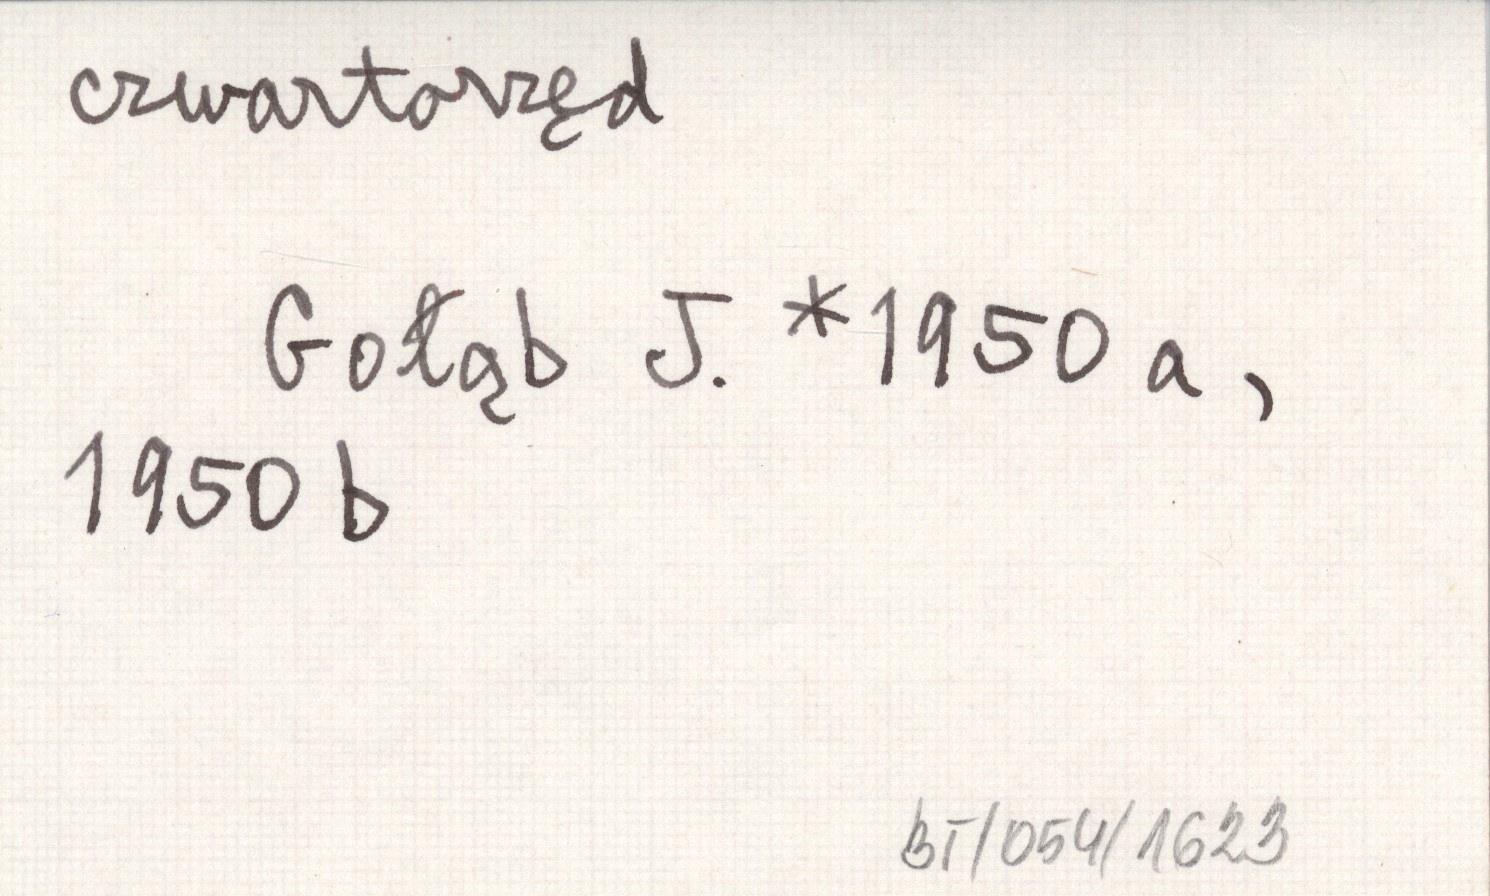 czwartorzęd
Gołąb J. *1950 a,
1950 b
BT/054/1623